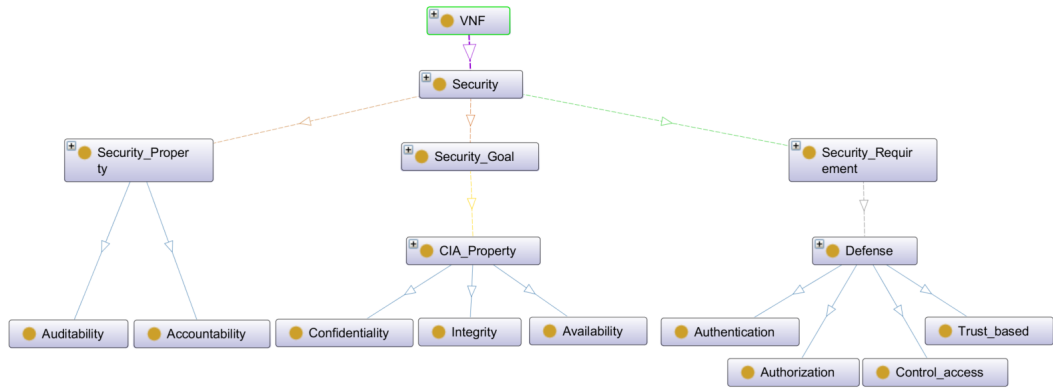 VNF
Security
Security_Proper
ty
Security_Goal
Security_Requir
ement
CIA_Property
Defense
Auditability
Accountability
Confidentiality
Integrity
Availability
Authentication
Trust_based
Authorization
Control_access